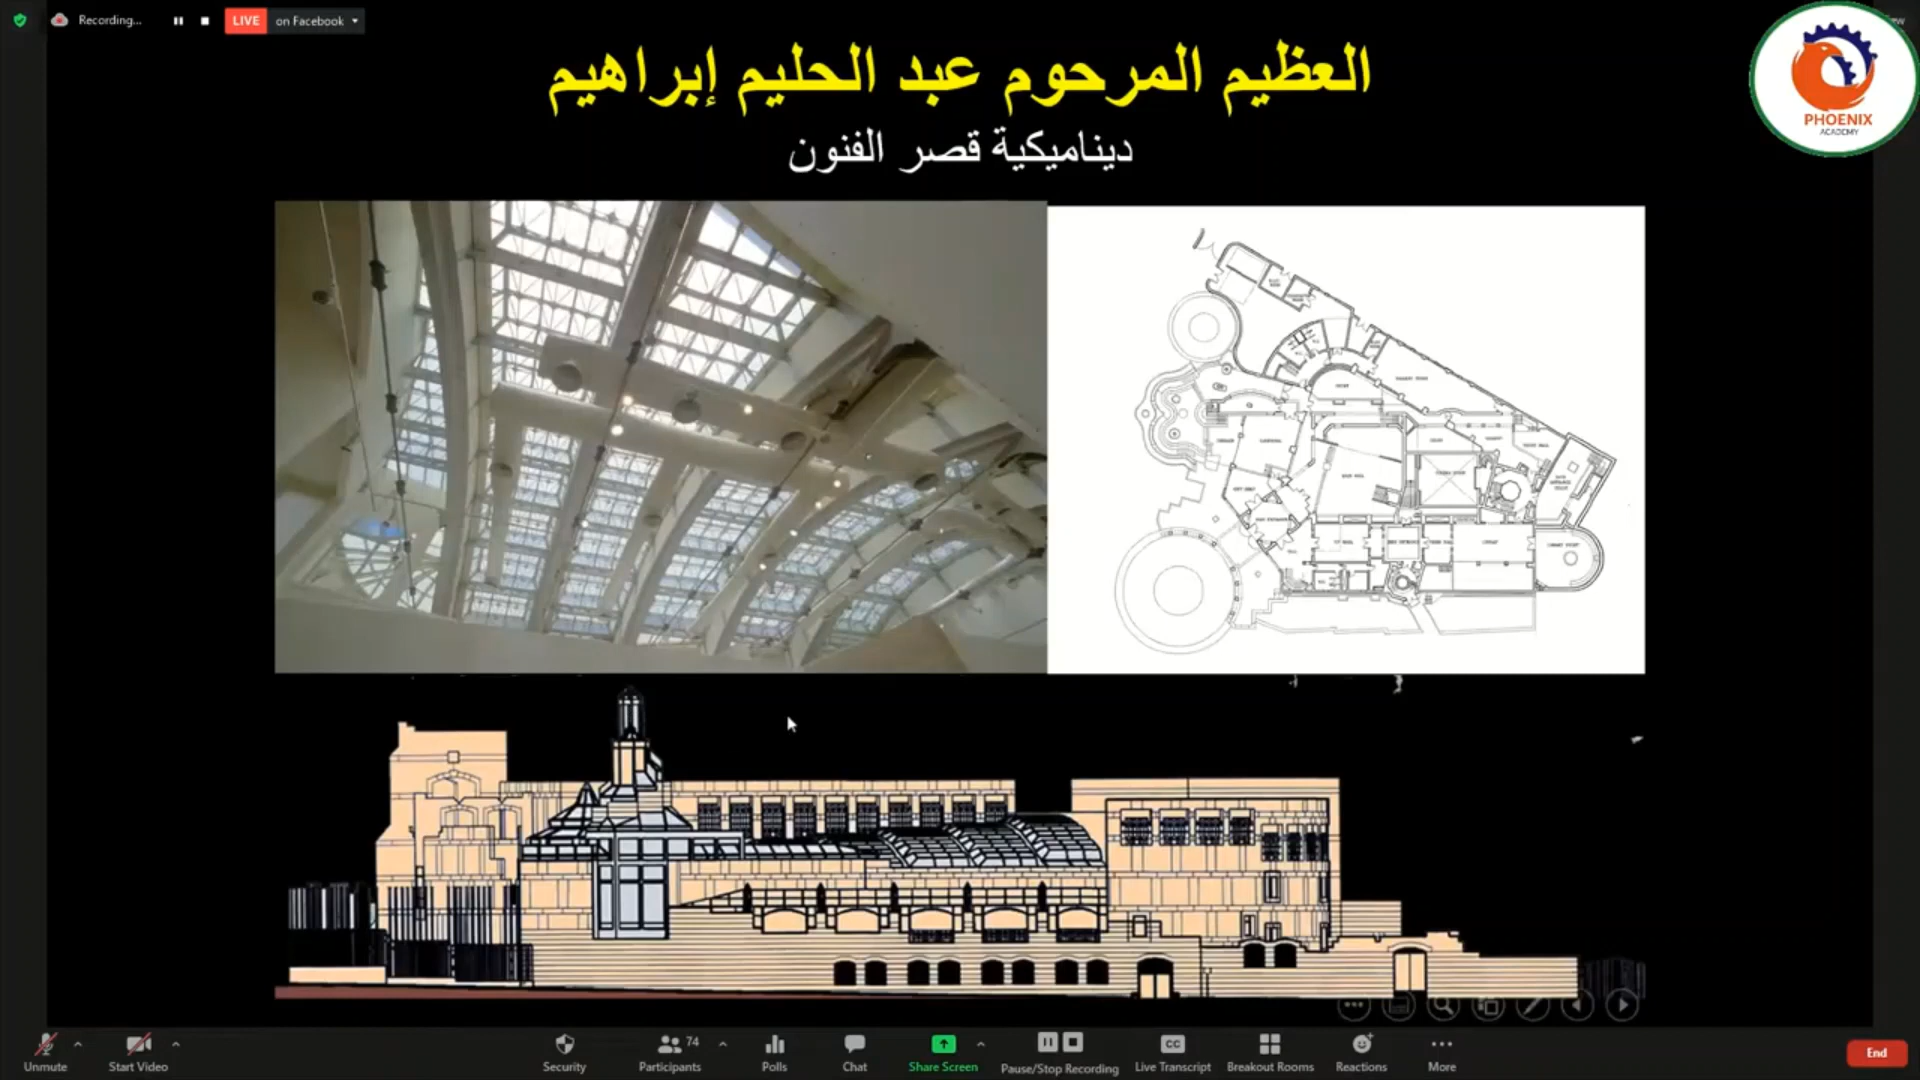 Recording...
LIVE on Facebook
العظيم المرحوم عبد الحليم إبراهيم
ديناميكية قصر الفنون
PHOENIX
ACADEMY
Unmute
Start Video
Security
74
Participants
Polls
Chat
Share Screen
Pause/Stop Recording
CC
Live Transcript
Breakout Rooms
Reactions
More
End